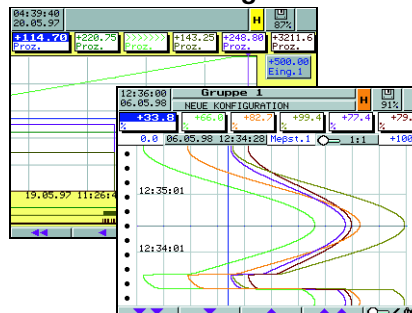 04:39:40
20.05.97
H
87%
+114.70 +220.75 >>>>>>> +143.25 +248.80 +3211.6
Proz. Proz. Proz. Proz. Proz. Proz.
+500.00
Eing.1
19.05.97 11:26:4
12:36:00
06.05.98
Gruppe 1
NEUE KONFIGURATION
H
91%
+33.8 +66.0 +82.7 +99.4 +77.4 +79.
% % % % % %
0.0 06.05.98 12:34:28 Meßst.1 1:1 +100
12:35:01
12:34:01